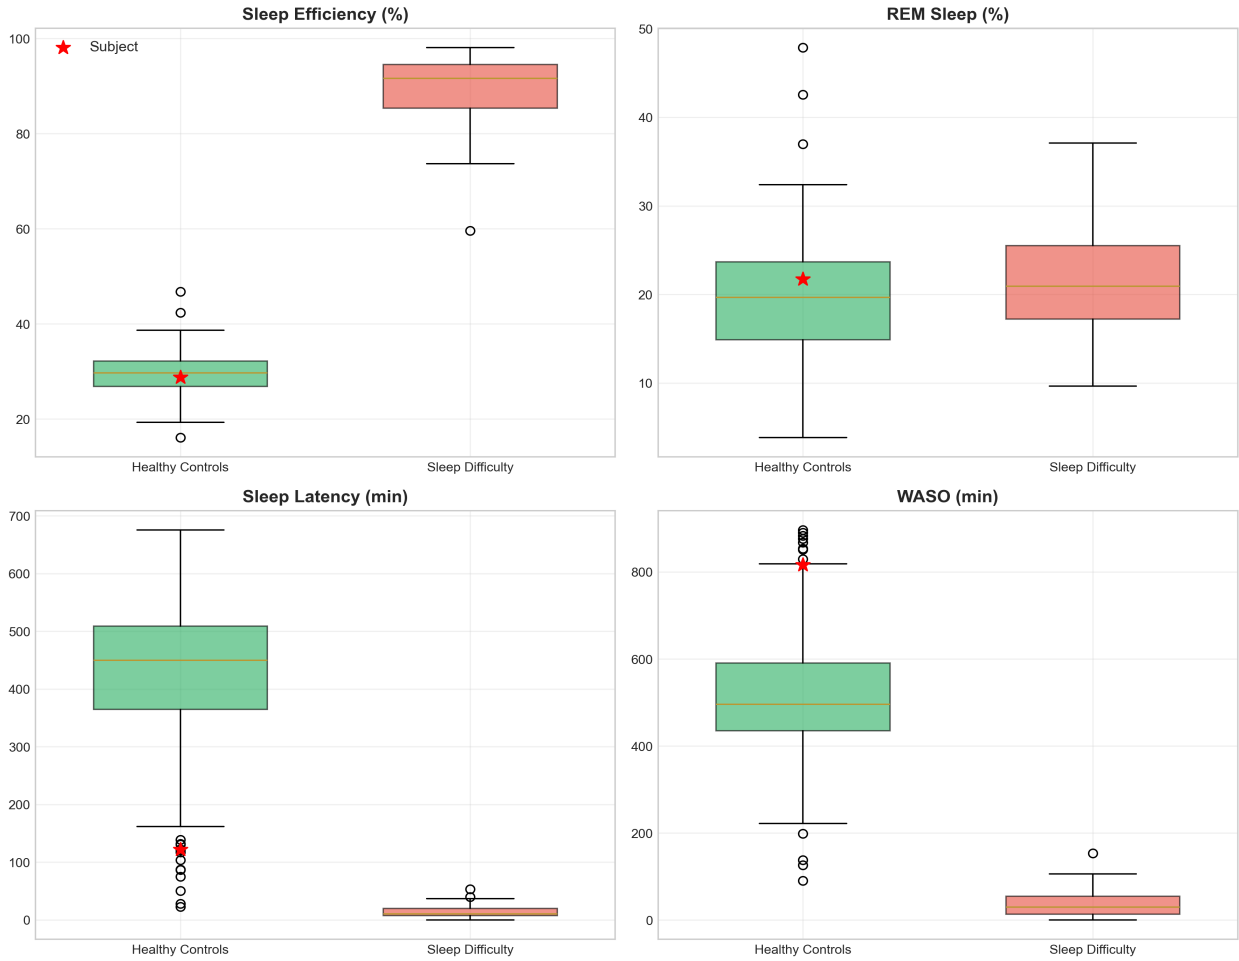 Sleep Efficiency (%)
100
80
60
40
20
Subject
Healthy Controls
Sleep Difficulty
REM Sleep (%)
50
40
30
20
10
Healthy Controls
Sleep Difficulty
Sleep Latency (min)
700
600
500
400
300
200
100
0
Healthy Controls
Sleep Difficulty
WASO (min)
800
600
400
200
0
Healthy Controls
Sleep Difficulty